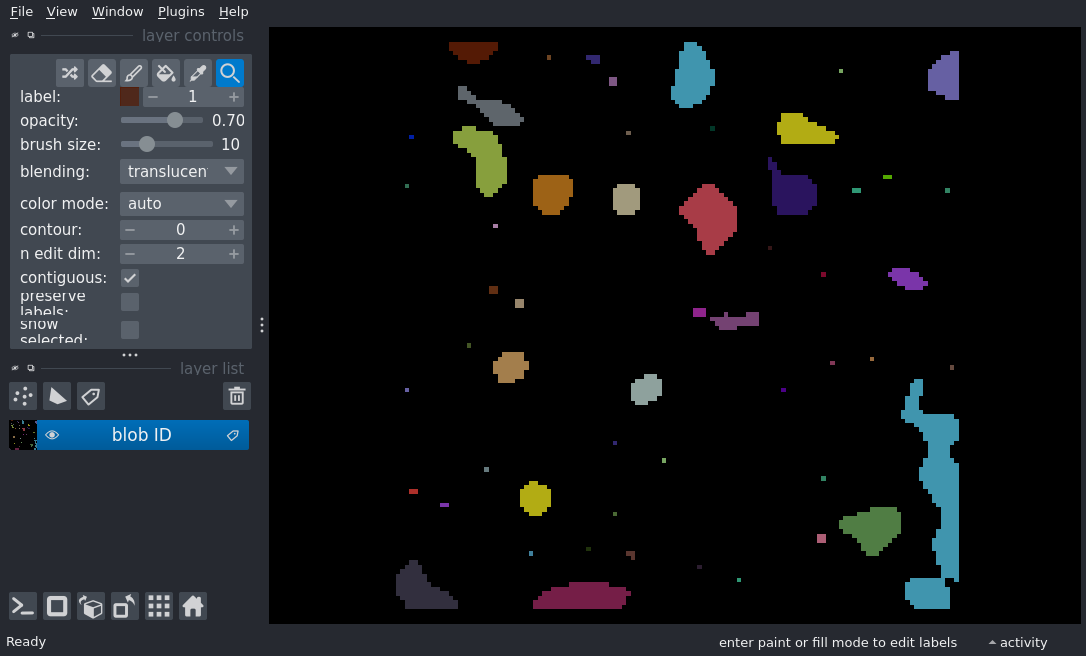 File View Window Plugins Help
layer controls
label: 1
opacity: 0.70
brush size: 10
blending: translucen
color mode: auto
contour: 0
n edit dim: 2
contiguous:
preserve
labels:
show
selected:
layer list
blob ID
Ready
enter paint or fill mode to edit labels
activity